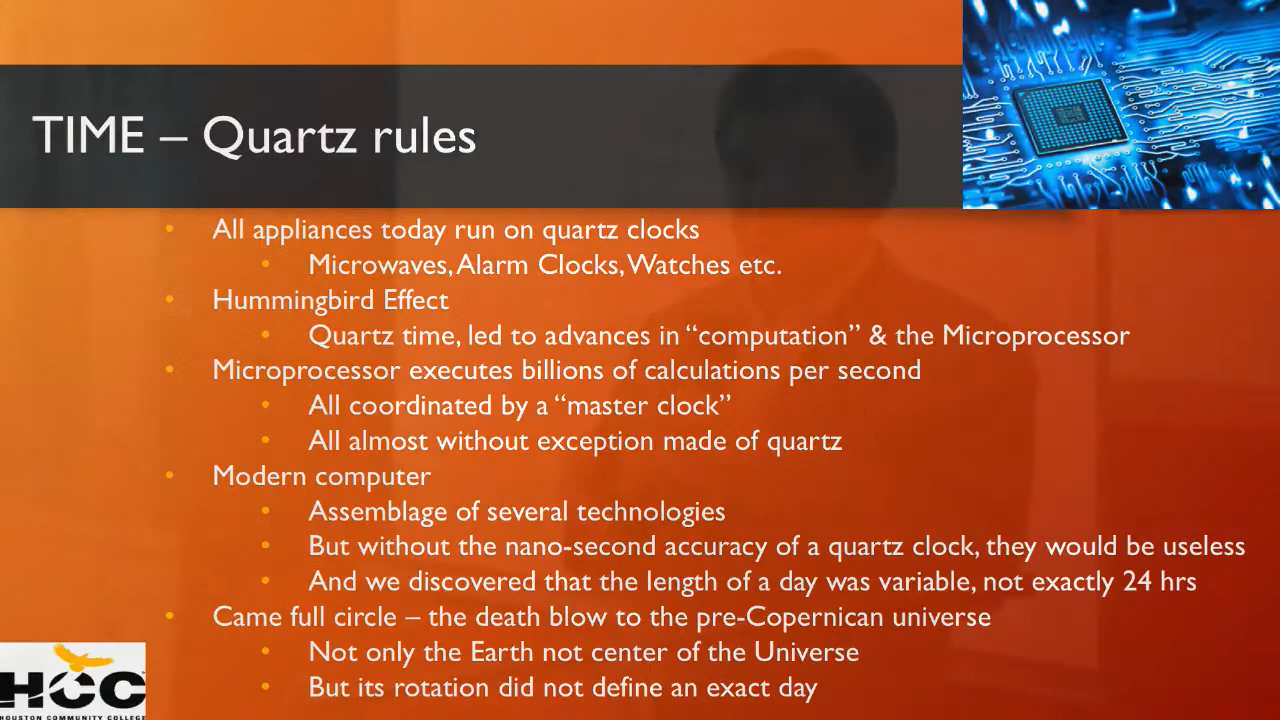 TIME – Quartz rules
• All appliances today run on quartz clocks
• Microwaves, Alarm Clocks, Watches etc.
• Hummingbird Effect
• Quartz time, led to advances in “computation” & the Microprocessor
• Microprocessor executes billions of calculations per second
• All coordinated by a “master clock”
• All almost without exception made of quartz
• Modern computer
• Assemblage of several technologies
• But without the nano-second accuracy of a quartz clock, they would be useless
• And we discovered that the length of a day was variable, not exactly 24 hrs
• Came full circle – the death blow to the pre-Copernican universe
• Not only the Earth not center of the Universe
• But its rotation did not define an exact day
HCC
HOUSTON COMMUNITY COLLEGE